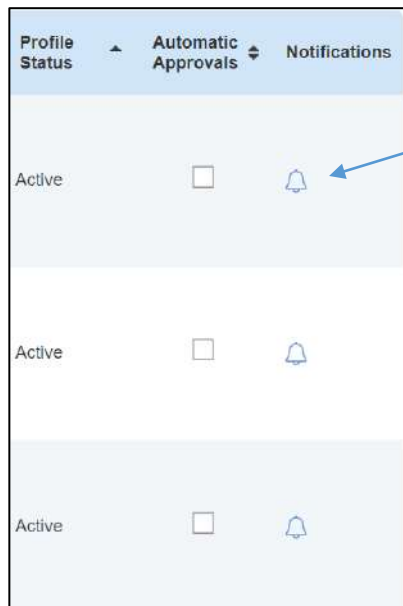 Profile Status
Automatic Approvals
Notifications
Active
Active
Active